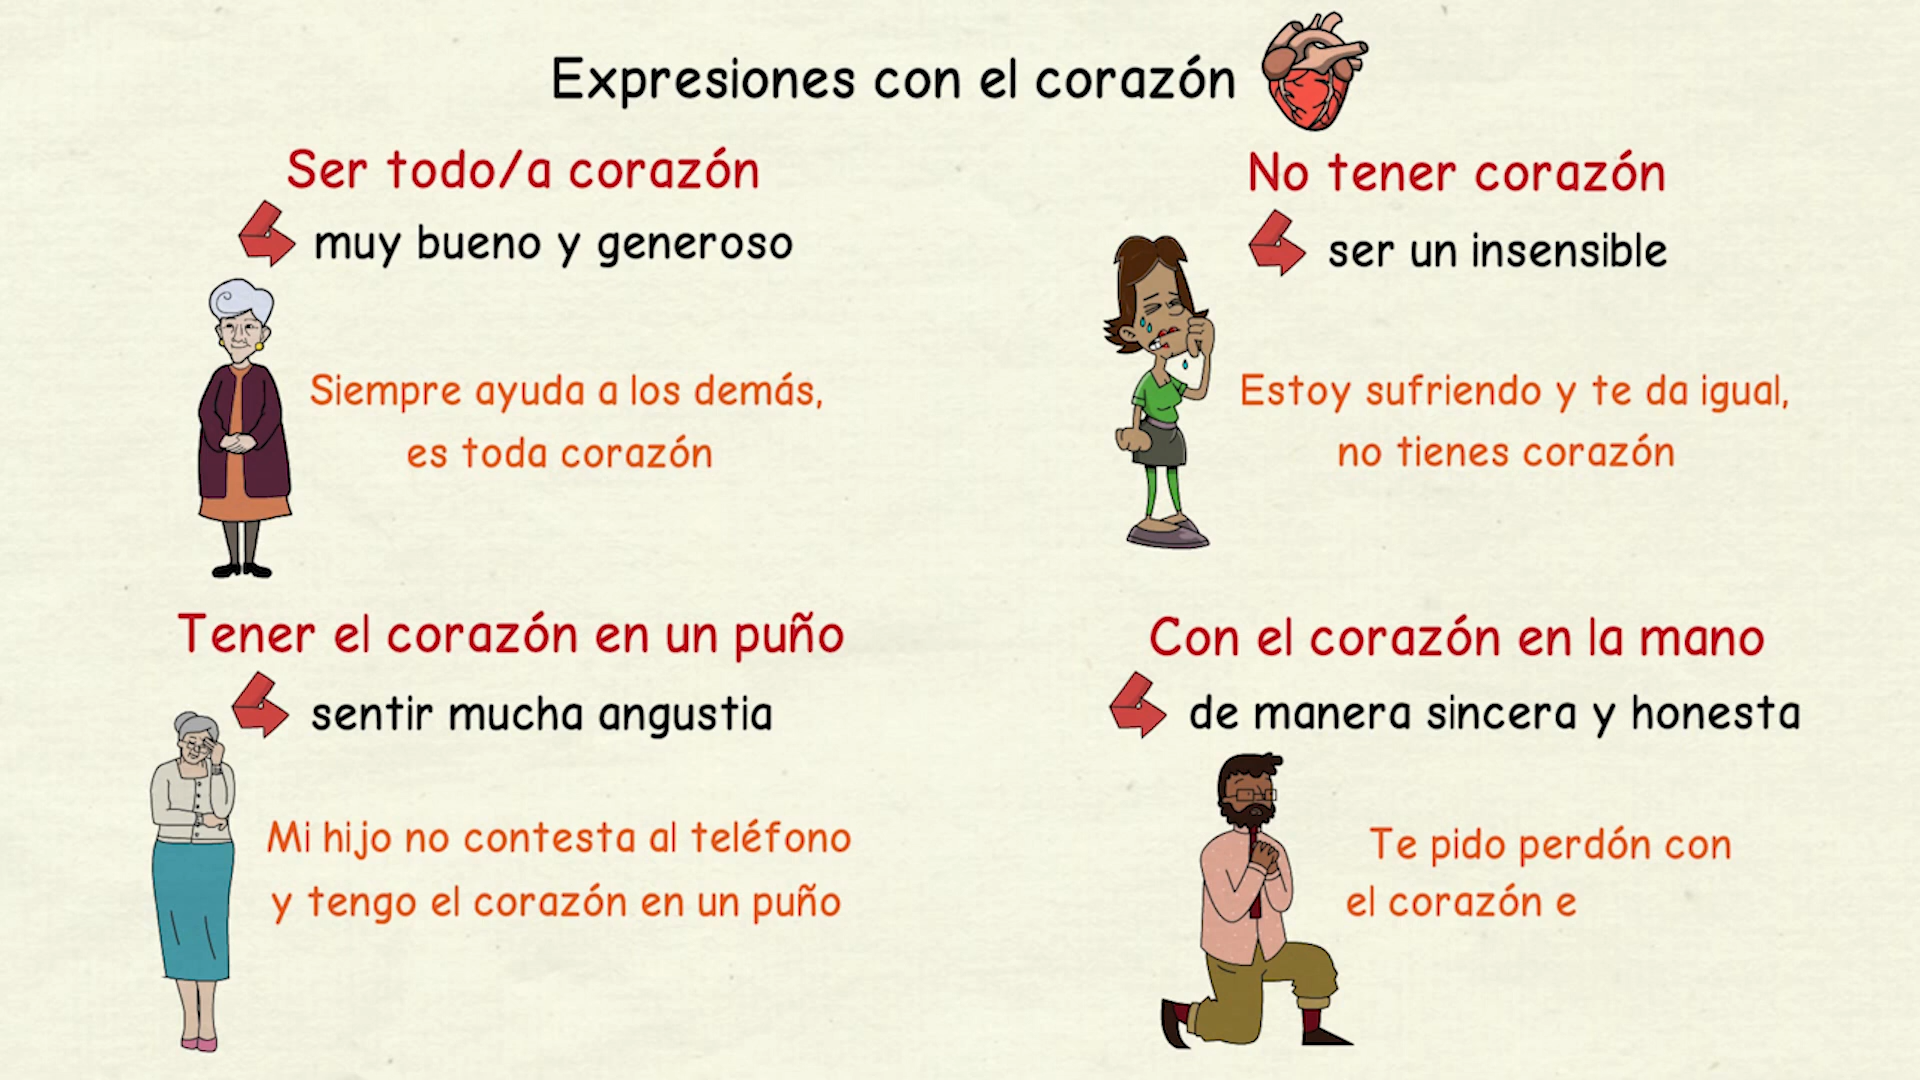 Expresiones con el corazón
Ser todo/a corazón
muy bueno y generoso
Siempre ayuda a los demás,
es toda corazón
No tener corazón
ser un insensible
Estoy sufriendo y te da igual,
no tienes corazón
Tener el corazón en un puño
sentir mucha angustia
Mi hijo no contesta al teléfono
y tengo el corazón en un puño
Con el corazón en la mano
de manera sincera y honesta
Te pido perdón con
el corazón e